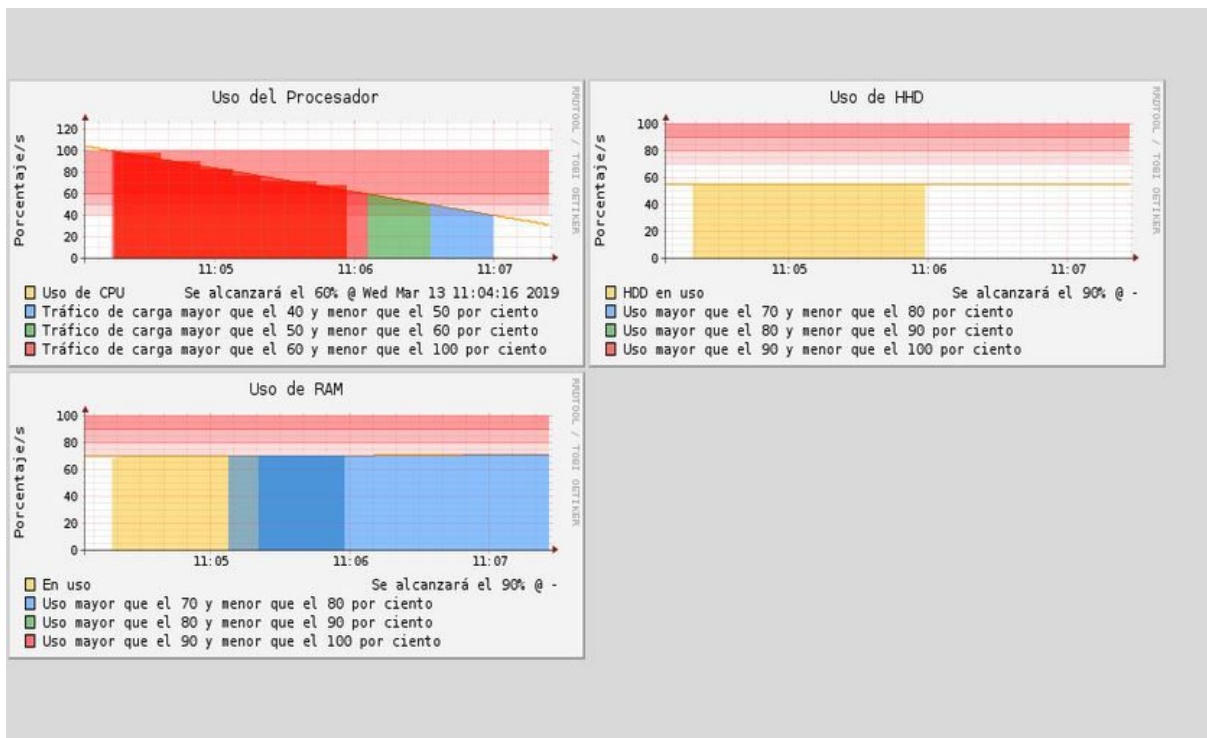 Uso del Procesador
RRDTOOL / TOBI OETIKER
Porcentaje/s
120
100
80
60
40
20
0
11:05 11:06 11:07
Uso de CPU Se alcanzará el 60% @ Wed Mar 13 11:04:16 2019
Tráfico de carga mayor que el 40 y menor que el 50 por ciento
Tráfico de carga mayor que el 50 y menor que el 60 por ciento
Tráfico de carga mayor que el 60 y menor que el 100 por ciento
Uso de HHD
RRDTOOL / TOBI OETIKER
Porcentaje/s
100
80
60
40
20
0
11:05 11:06 11:07
HDD en uso Se alcanzará el 90% @ -
Uso mayor que el 70 y menor que el 80 por ciento
Uso mayor que el 80 y menor que el 90 por ciento
Uso mayor que el 90 y menor que el 100 por ciento
Uso de RAM
RRDTOOL / TOBI OETIKER
Porcentaje/s
100
80
60
40
20
0
11:05 11:06 11:07
En uso Se alcanzará el 90% @ -
Uso mayor que el 70 y menor que el 80 por ciento
Uso mayor que el 80 y menor que el 90 por ciento
Uso mayor que el 90 y menor que el 100 por ciento